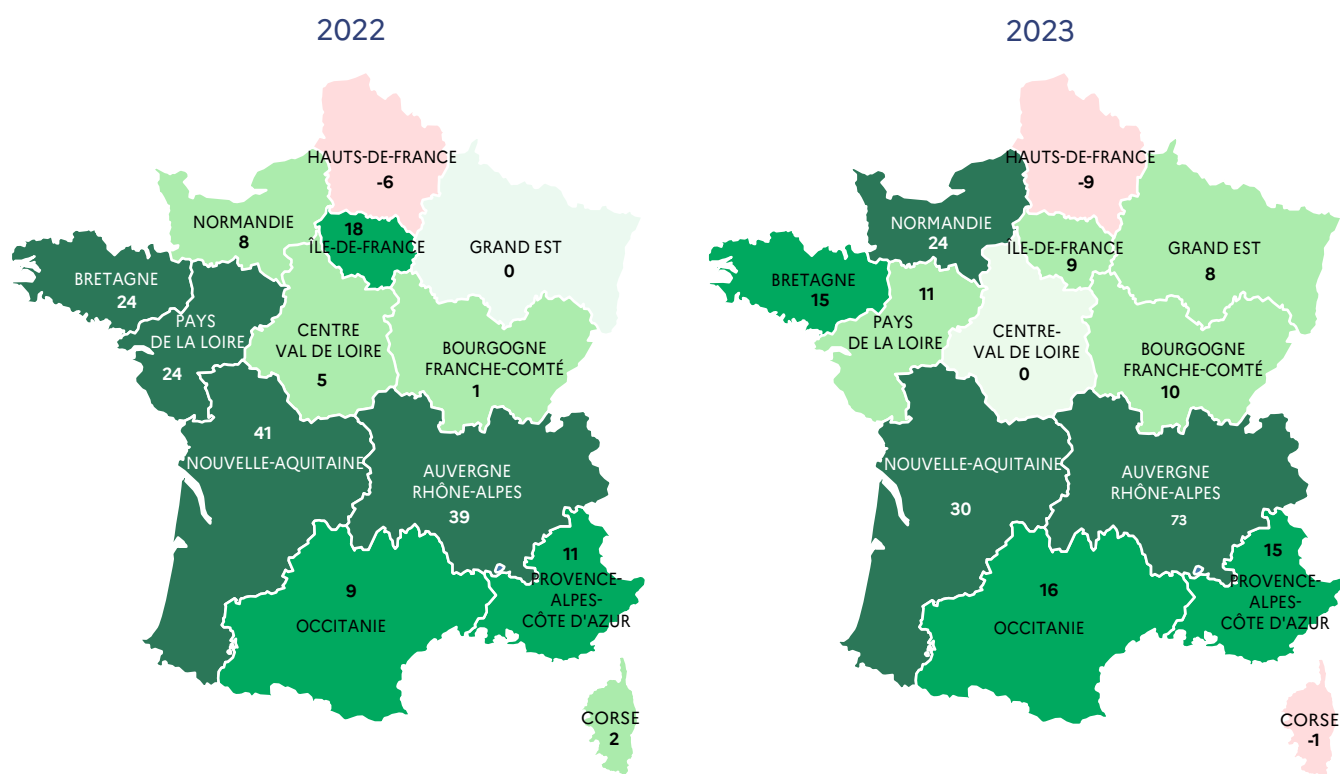 2022
HAUTS-DE-FRANCE
-6
NORMANDIE
8
18
ÎLE-DE-FRANCE
GRAND EST
0
BRETAGNE
24
PAYS
DE LA LOIRE
24
CENTRE
VAL DE LOIRE
5
BOURGOGNE
FRANCHE-COMTÉ
1
41
NOUVELLE-AQUITAINE
AUVERGNE
RHÔNE-ALPES
39
11
PROVENCE-
ALPES-
CÔTE D'AZUR
9
OCCITANIE
CORSE
2
2023
HAUTS-DE-FRANCE
-9
NORMANDIE
24
ÎLE-DE-FRANCE
9
GRAND EST
8
BRETAGNE
15
11
PAYS
DE LA LOIRE
CENTRE-
VAL DE LOIRE
0
BOURGOGNE
FRANCHE-COMTÉ
10
NOUVELLE-AQUITAINE
30
AUVERGNE
RHÔNE-ALPES
73
15
PROVENCE-
ALPES-
CÔTE D'AZUR
16
OCCITANIE
CORSE
-1